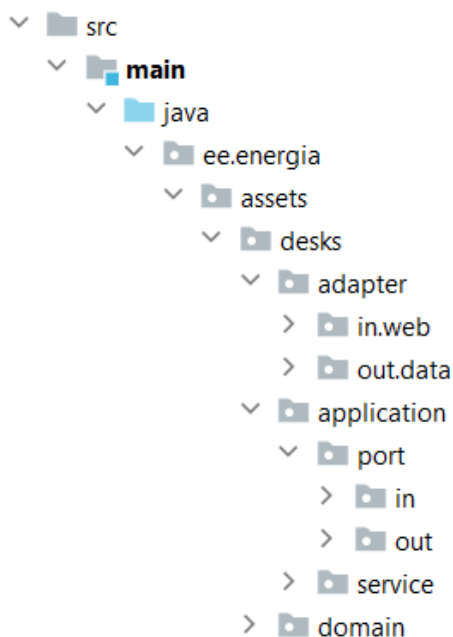 src
main
java
ee.energia
assets
desks
adapter
in.web
out.data
application
port
in
out
service
domain